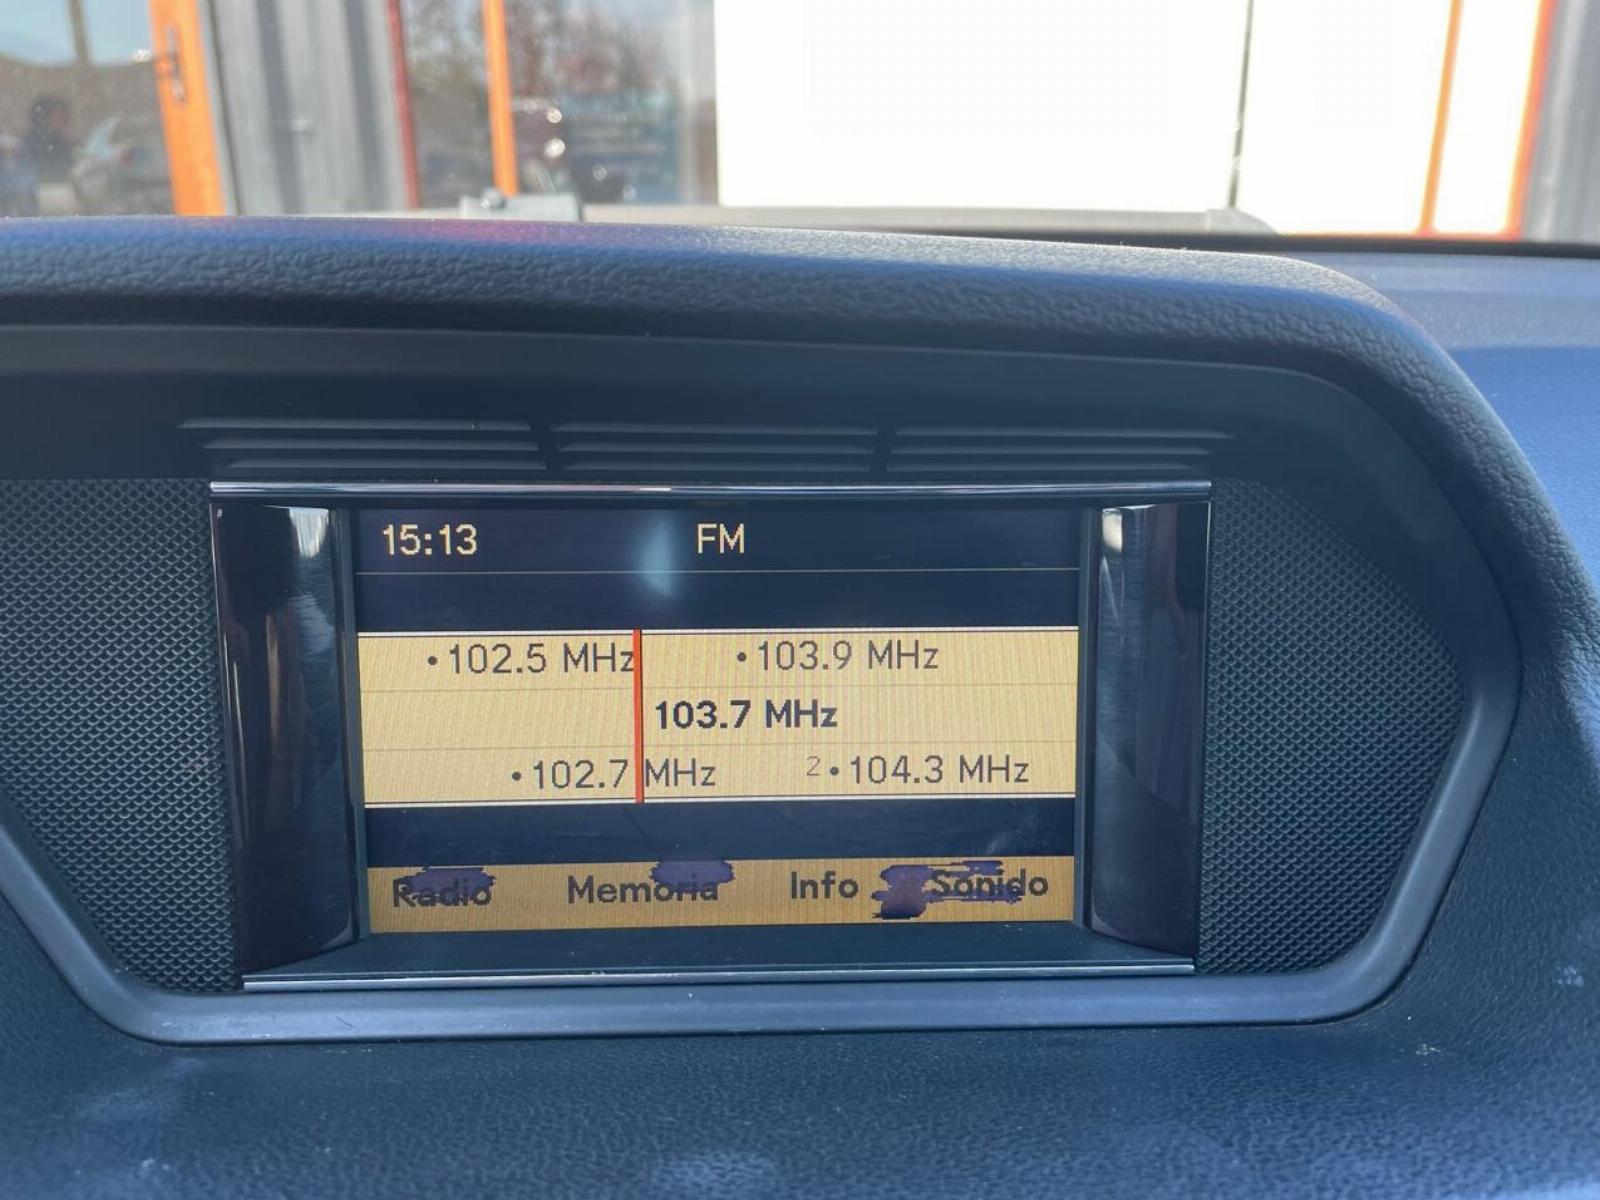 15:13 FM
•102.5 MHz •103.9 MHz
103.7 MHz
•102.7 MHz 2•104.3 MHz
Radio Memoria Info Sonido